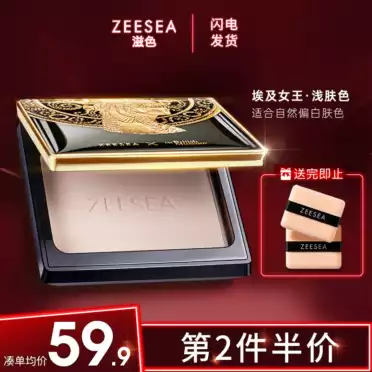 ZEESEA
滋色
闪电
发货
埃及女王·浅肤色
适合自然偏白肤色
ZEESEA ×
ZEESEA
送完即止
ZEESEA
ZEESEA
凑单均价
59.9
第2件半价